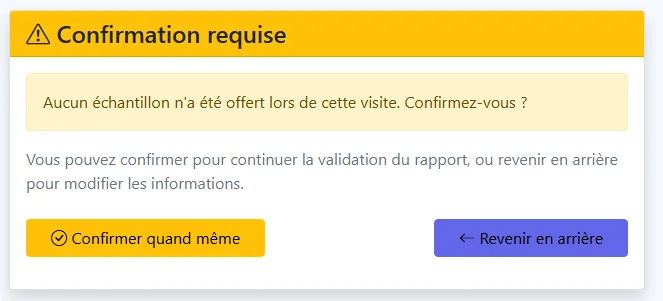 Confirmation requise
Aucun échantillon n'a été offert lors de cette visite. Confirmez-vous ?
Vous pouvez confirmer pour continuer la validation du rapport, ou revenir en arrière
pour modifier les informations.
Confirmer quand même
← Revenir en arrière